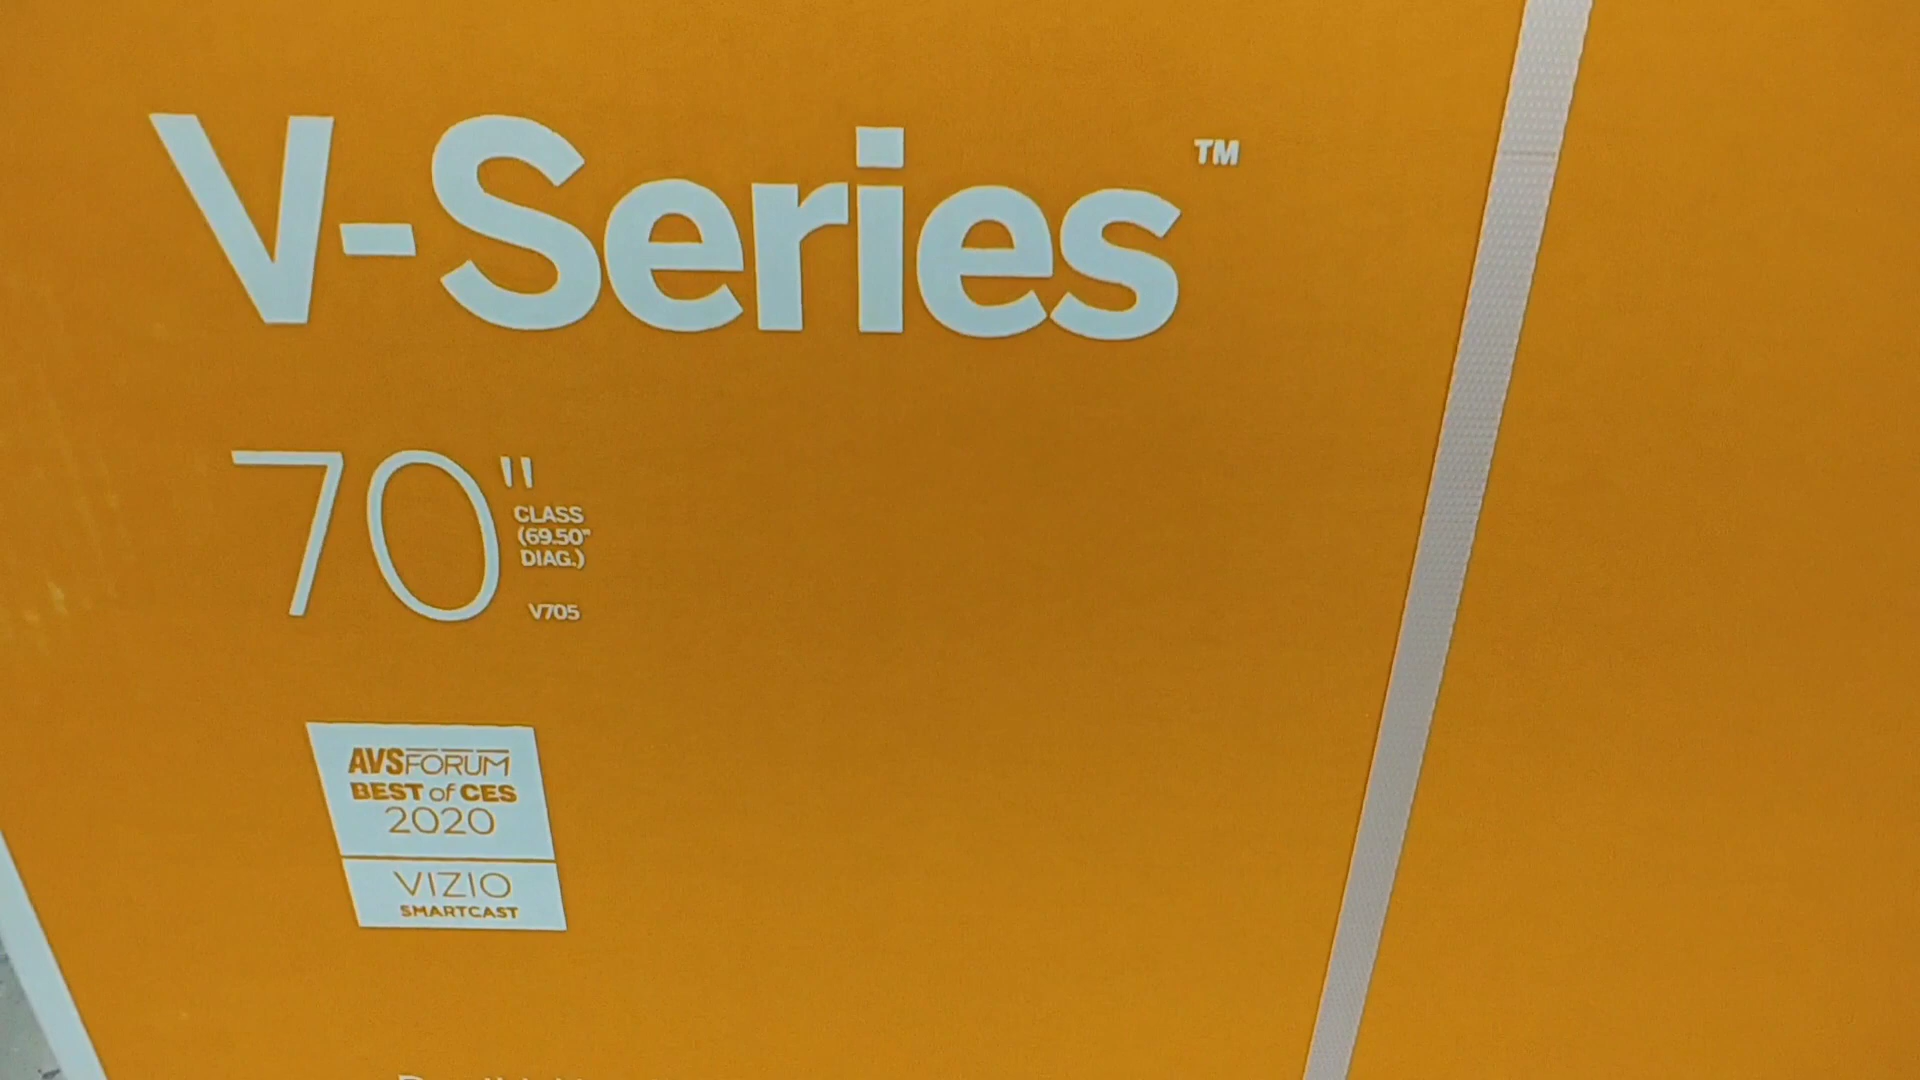 V-Series™
70"
CLASS
(69.50"
DIAG.)
V705
AVSFORUM
BEST of CES
2020
VIZIO
SMARTCAST